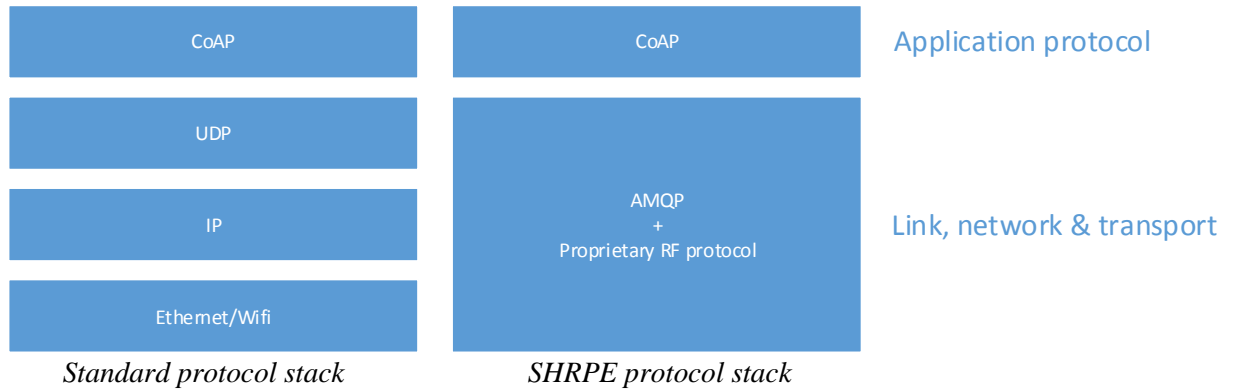 CoAP
CoAP
Application protocol
UDP
IP
AMQP
+
Proprietary RF protocol
Link, network & transport
Ethernet/Wifi
Standard protocol stack
SHRPE protocol stack